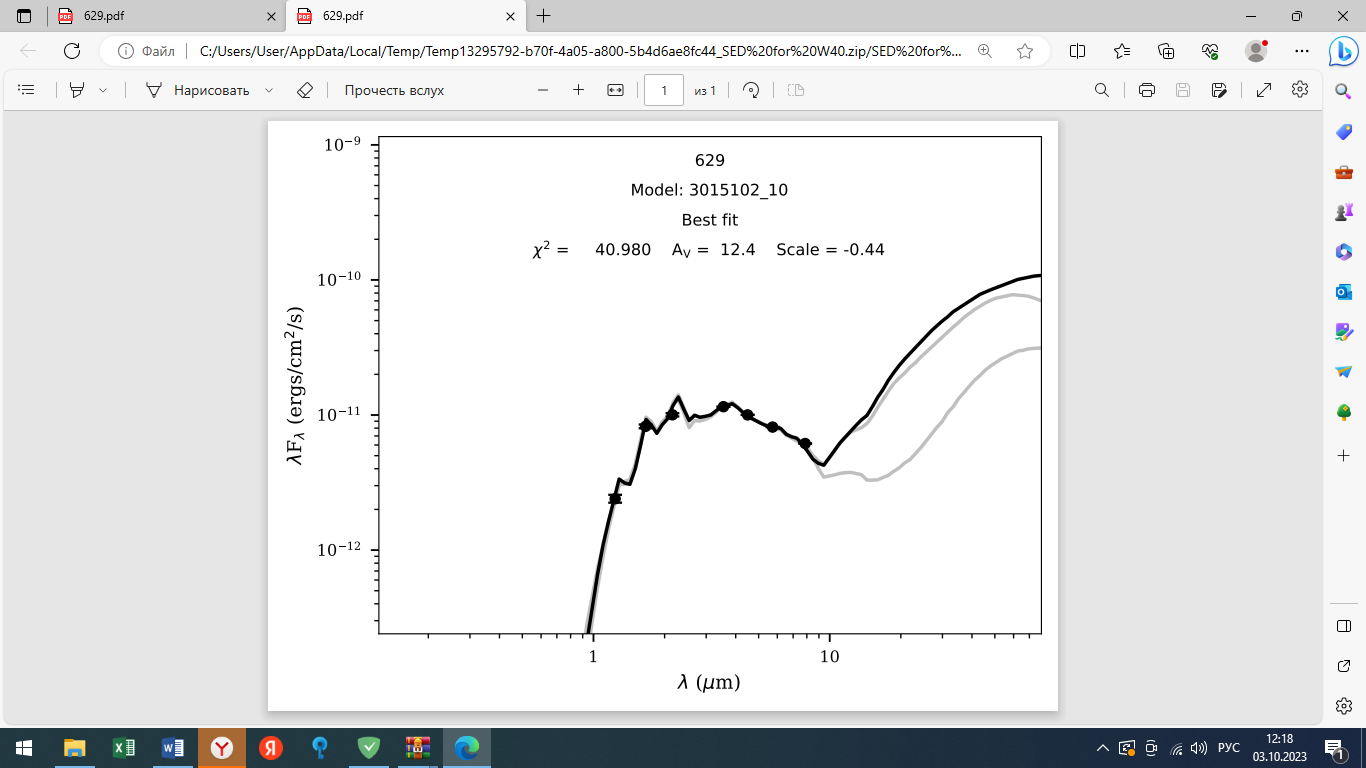 629.pdf
629.pdf
Файл
C:/Users/User/AppData/Local/Temp/Temp13295792-b70f-4a05-a800-5b4d6ae8fc44_SED%20for%20W40.zip/SED%20for%...
Нарисовать
Прочесть вслух
1
из 1
629
Model: 3015102_10
Best fit
χ² = 40.980 Aᵥ = 12.4 Scale = -0.44
10⁻⁹
10⁻¹⁰
10⁻¹¹
10⁻¹²
λFλ (ergs/cm²/s)
1
10
λ (μm)
РУС
12:18
03.10.2023
1